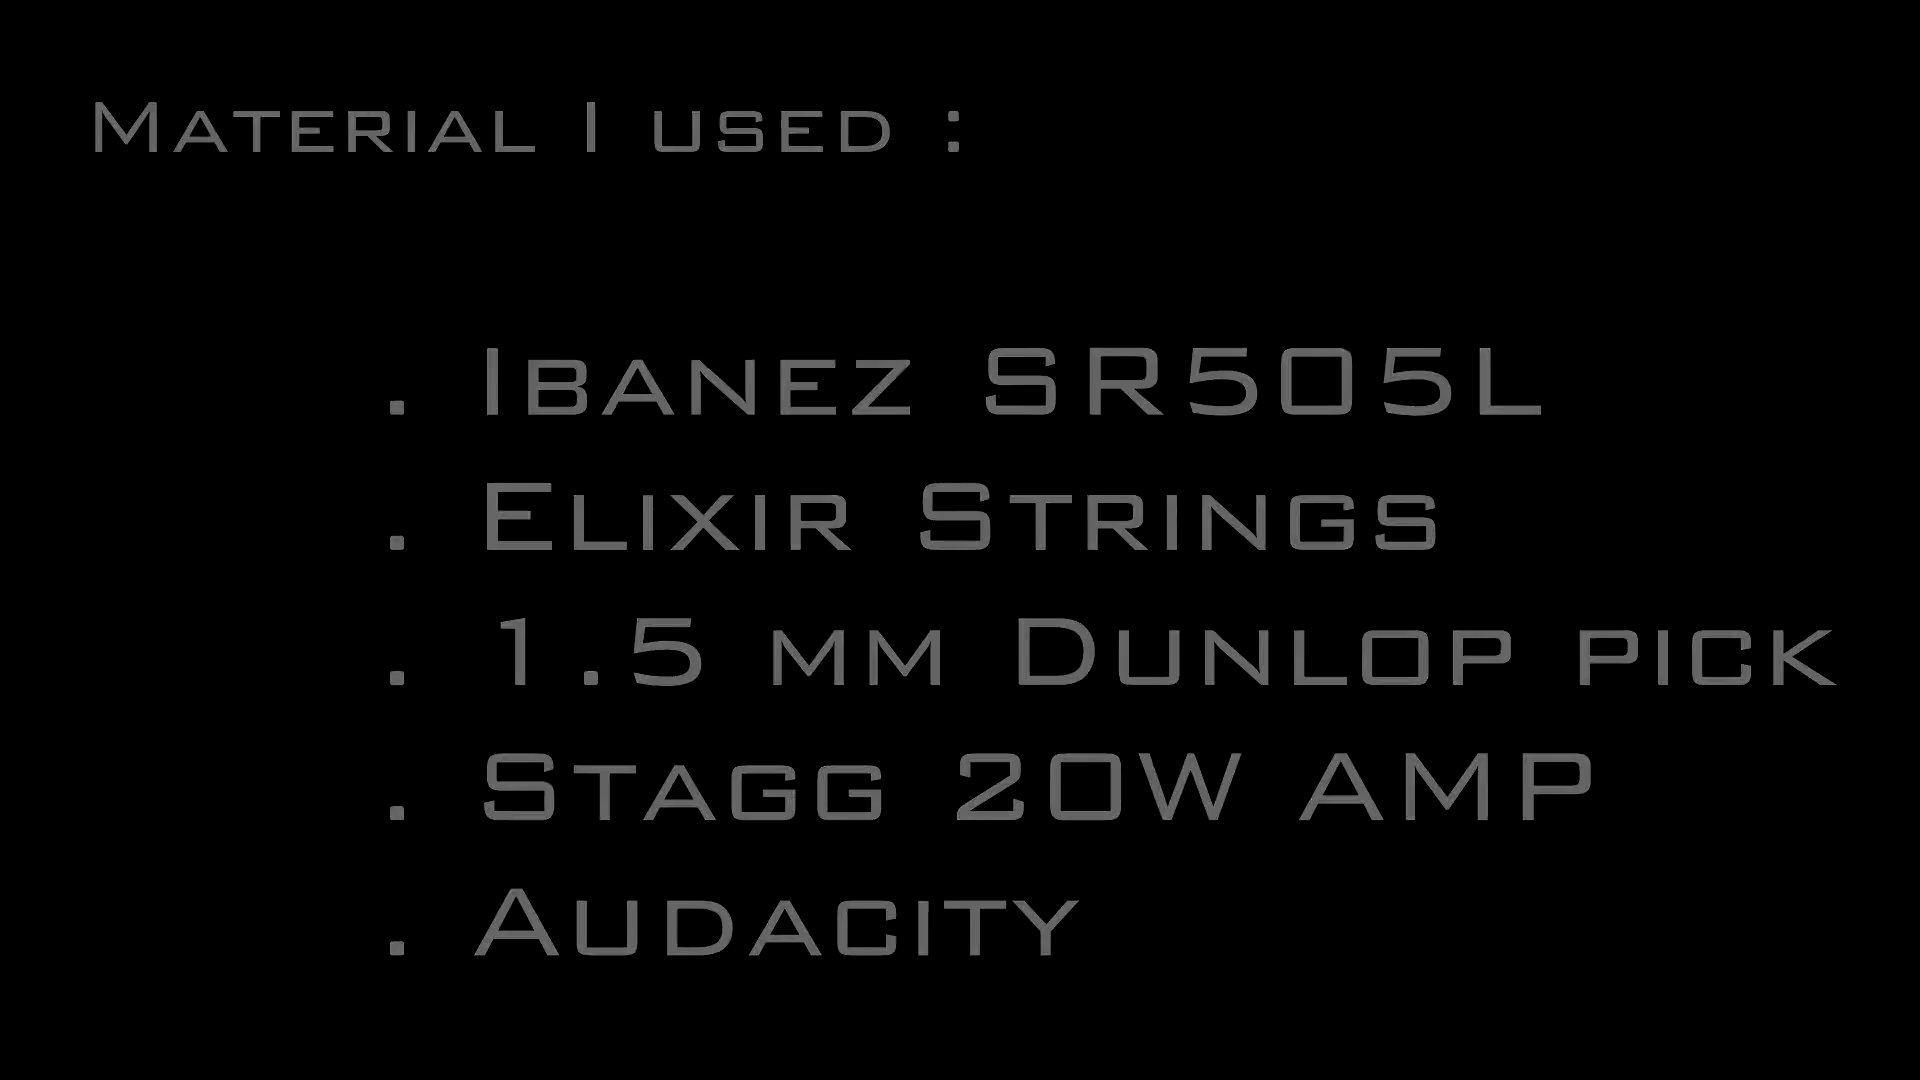 Material I used :
. Ibanez SR505L
. Elixir Strings
. 1.5 mm Dunlop pick
. Stagg 20W AMP
. Audacity